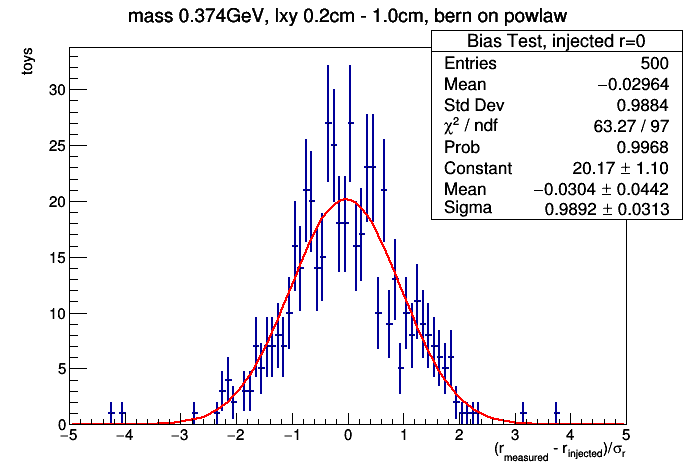 mass 0.374GeV, lxy 0.2cm - 1.0cm, bern on powlaw
Bias Test, injected r=0
Entries 500
Mean −0.02964
Std Dev 0.9884
χ² / ndf 63.27 / 97
Prob 0.9968
Constant 20.17 ± 1.10
Mean −0.0304 ± 0.0442
Sigma 0.9892 ± 0.0313
toys
30
25
20
15
10
5
0
−5 −4 −3 −2 −1 0 1 2 3 4 5
(r_measured - r_injected)/σ_r